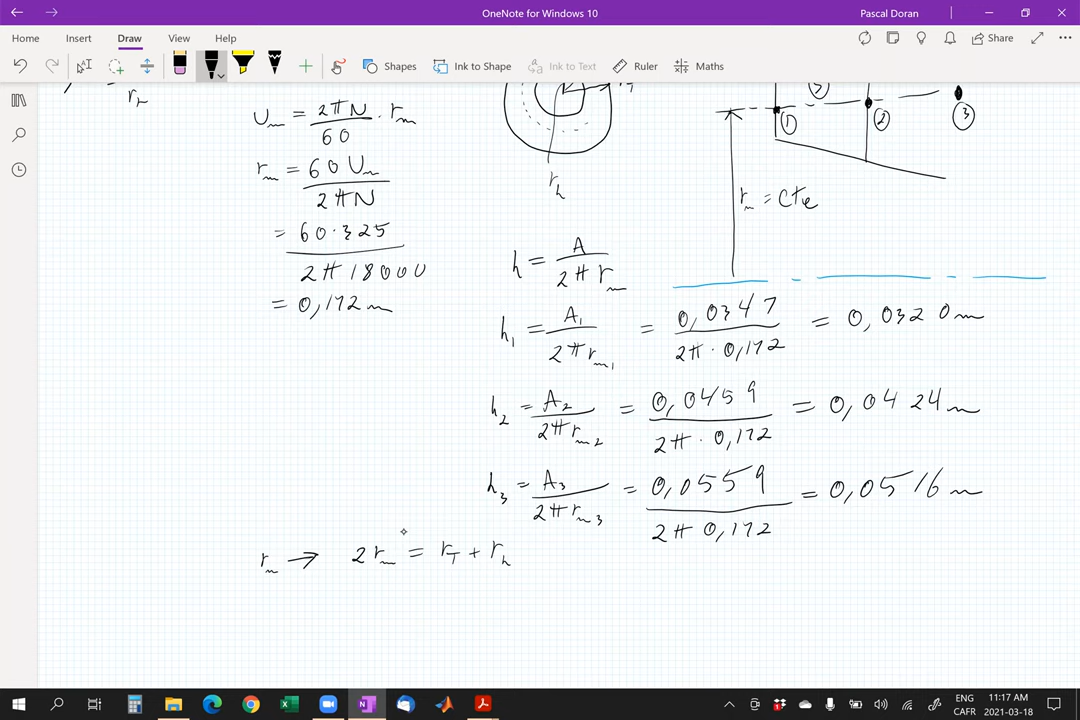 OneNote for Windows 10
Pascal Doran
Home Insert Draw View Help
Share
Shapes
Ink to Shape
Ink to Text
Ruler
Maths
r_h
U_m = 2πN/60 · r_m
r_m = 60 U_m / 2πN
= 60·325 / 2π 18000
= 0,172 m
r_h
① ② ③
r_m = cte
h = A / 2π r_m
h_1 = A_1 / 2π r_m1 = 0,0347 / 2π · 0,172 = 0,0320 m
h_2 = A_2 / 2π r_m2 = 0,0459 / 2π · 0,172 = 0,0424 m
h_3 = A_3 / 2π r_m3 = 0,0559 / 2π 0,172 = 0,0516 m
r_m → 2 r_m = r_T + r_h
ENG
CAFR
11:17 AM
2021-03-18